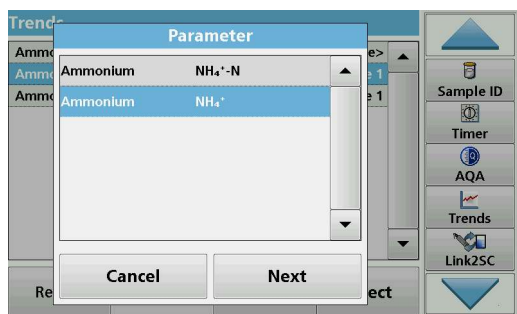 Trends
Parameter
Ammonium NH₄⁺-N
Ammonium NH₄⁺
Cancel
Next
Sample ID
Timer
AQA
Trends
Link2SC